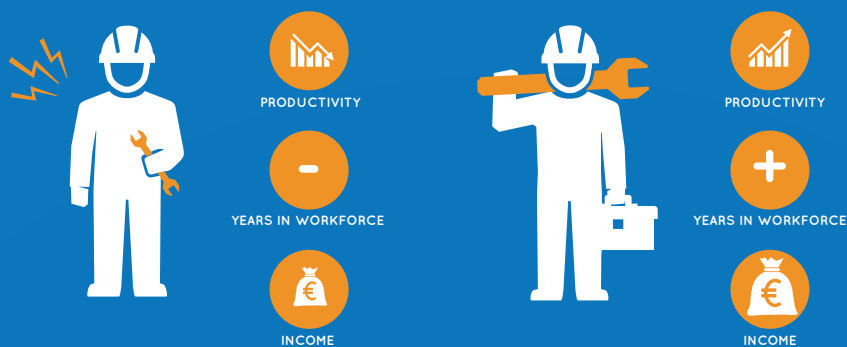 PRODUCTIVITY
-
YEARS IN WORKFORCE
€
INCOME
PRODUCTIVITY
+
YEARS IN WORKFORCE
€
INCOME